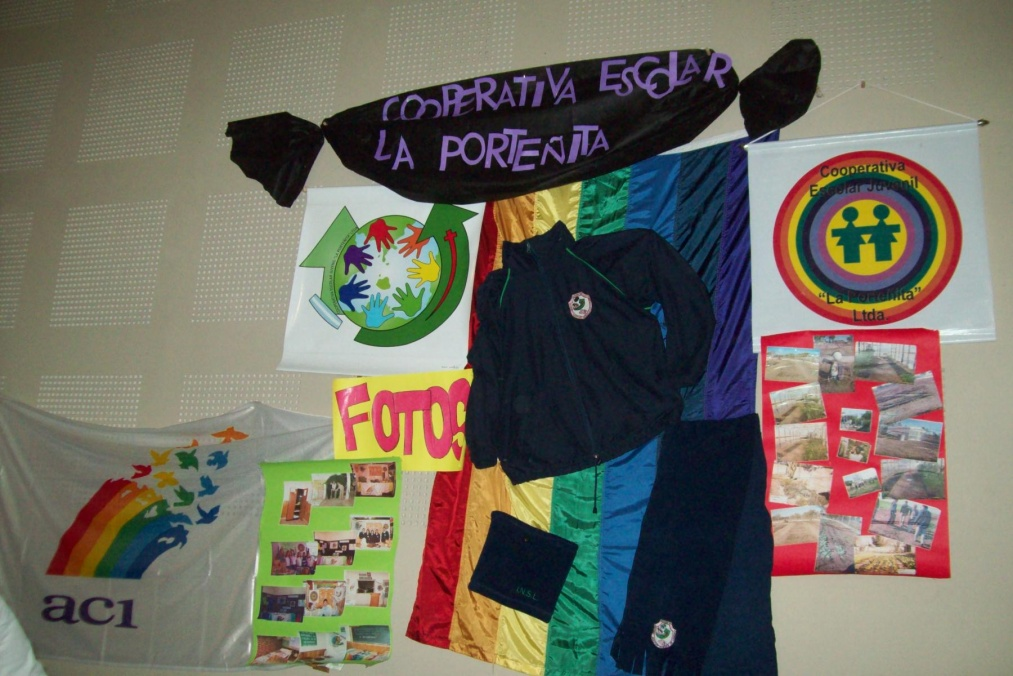 COOPERATIVA ESCOLAR
LA PORTEÑITA
Cooperativa
Escolar Juvenil
"La Porteñita"
Ltda
FOTOS
aci